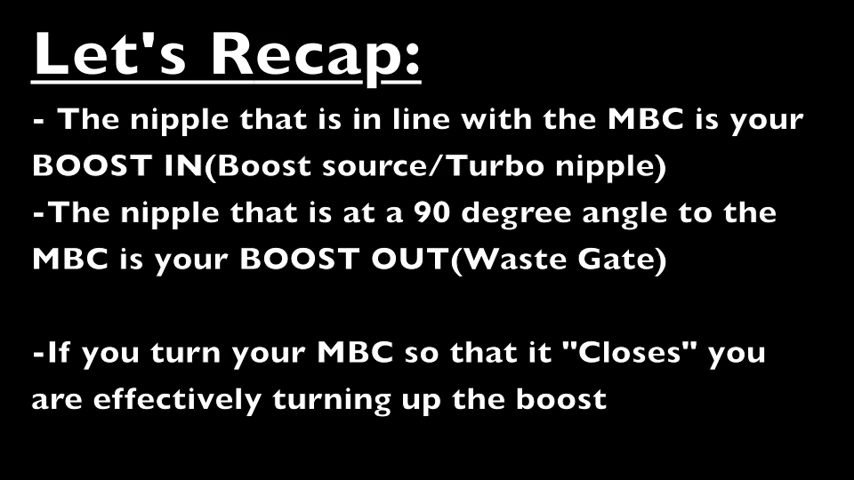 Let's Recap:
- The nipple that is in line with the MBC is your
BOOST IN(Boost source/Turbo nipple)
-The nipple that is at a 90 degree angle to the
MBC is your BOOST OUT(Waste Gate)
-If you turn your MBC so that it "Closes" you
are effectively turning up the boost